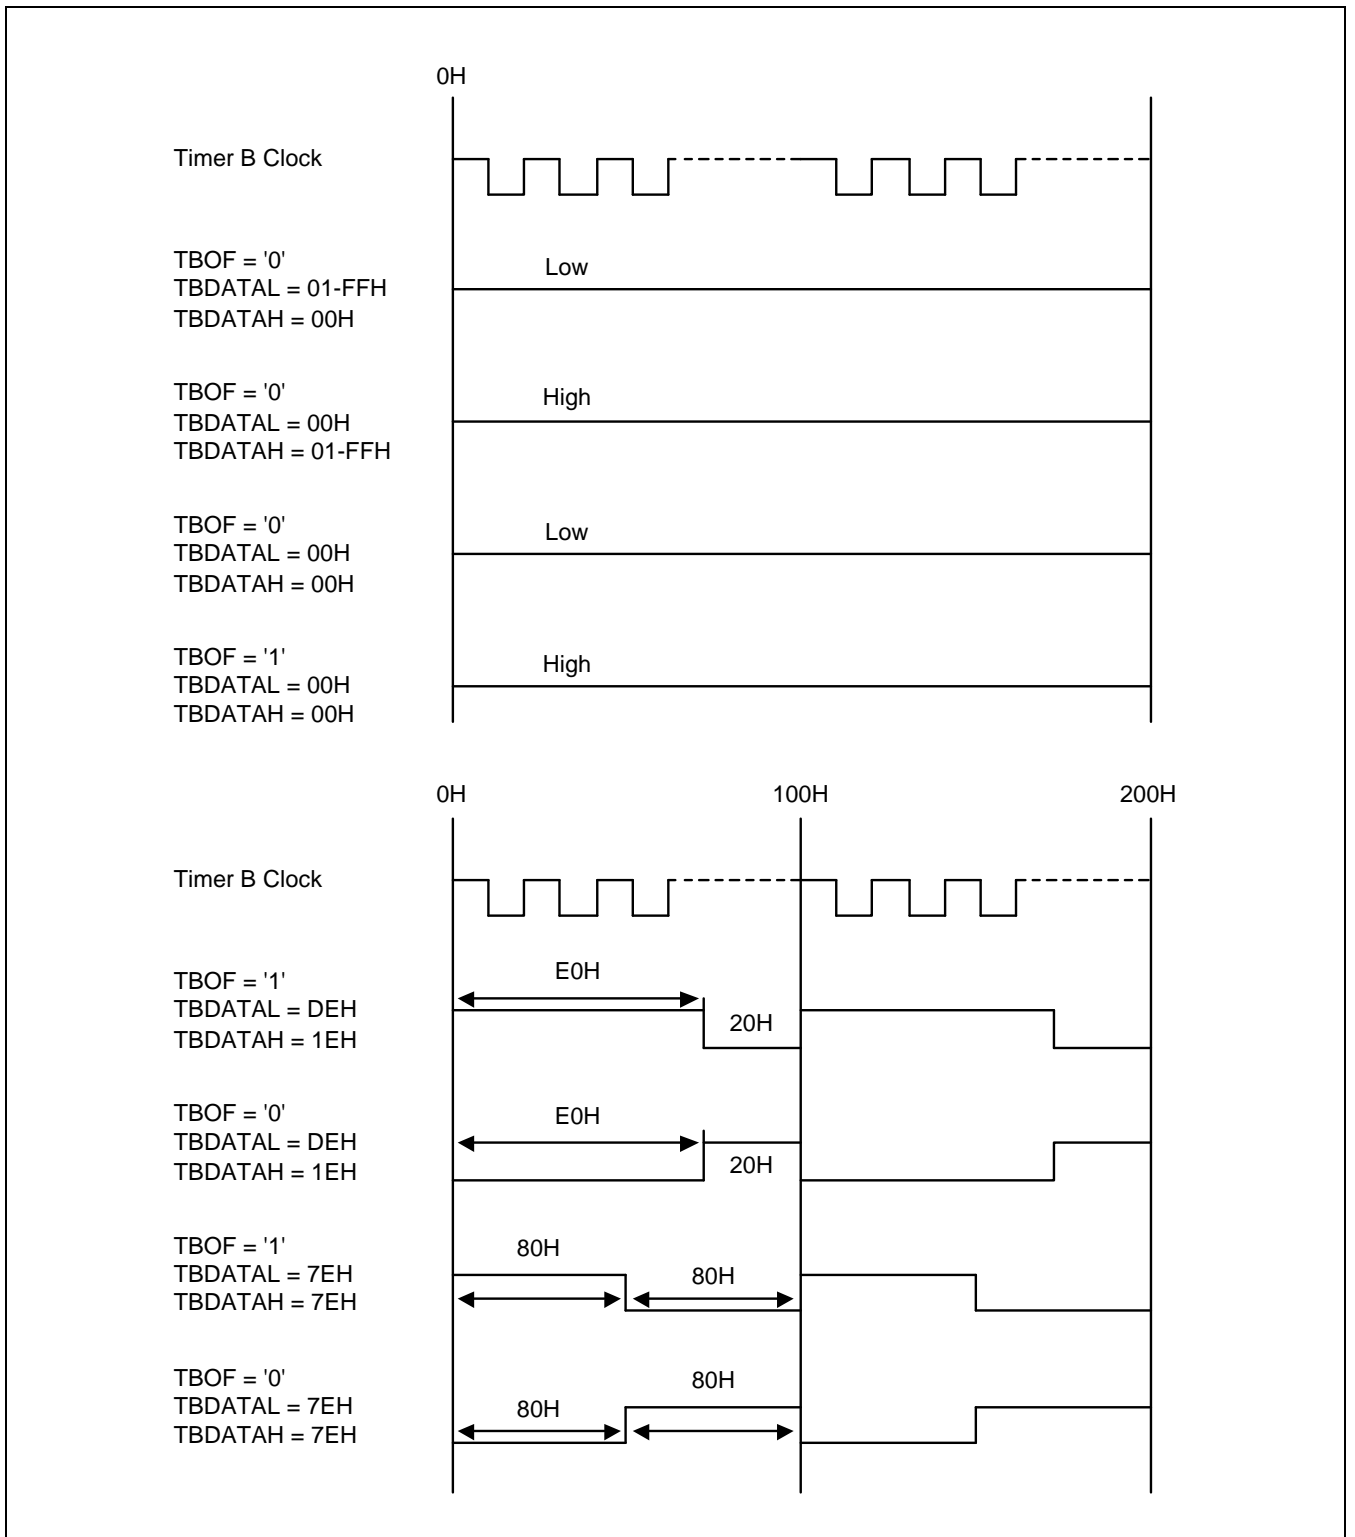 0H
Timer B Clock
TBOF = '0'
TBDATAL = 01-FFH
TBDATAH = 00H
Low
TBOF = '0'
TBDATAL = 00H
TBDATAH = 01-FFH
High
TBOF = '0'
TBDATAL = 00H
TBDATAH = 00H
Low
TBOF = '1'
TBDATAL = 00H
TBDATAH = 00H
High
0H 100H 200H
Timer B Clock
TBOF = '1'
TBDATAL = DEH
TBDATAH = 1EH
E0H
20H
TBOF = '0'
TBDATAL = DEH
TBDATAH = 1EH
E0H
20H
TBOF = '1'
TBDATAL = 7EH
TBDATAH = 7EH
80H
80H
TBOF = '0'
TBDATAL = 7EH
TBDATAH = 7EH
80H
80H